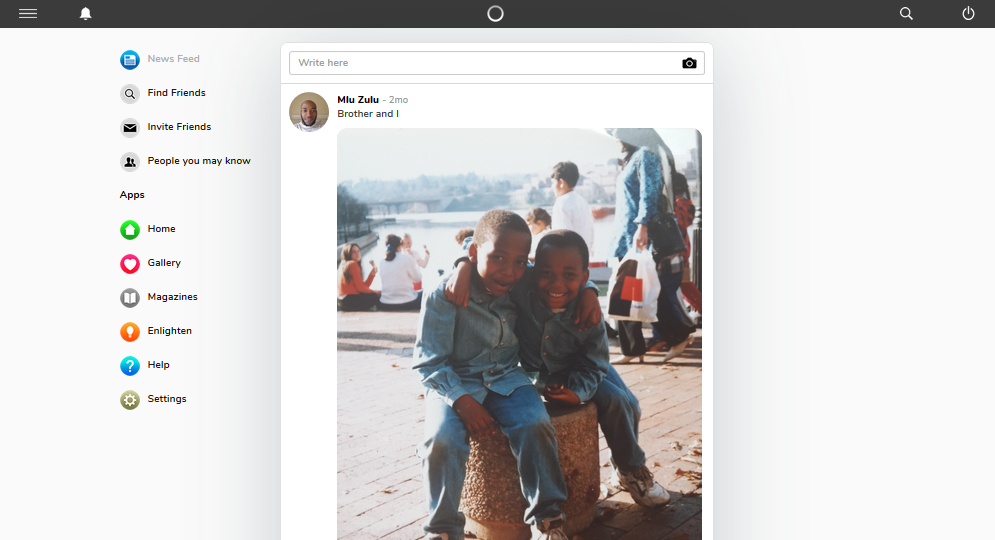 News Feed
Find Friends
Invite Friends
People you may know
Apps
Home
Gallery
Magazines
Enlighten
Help
Settings
Write here
Mlu Zulu - 2mo
Brother and I